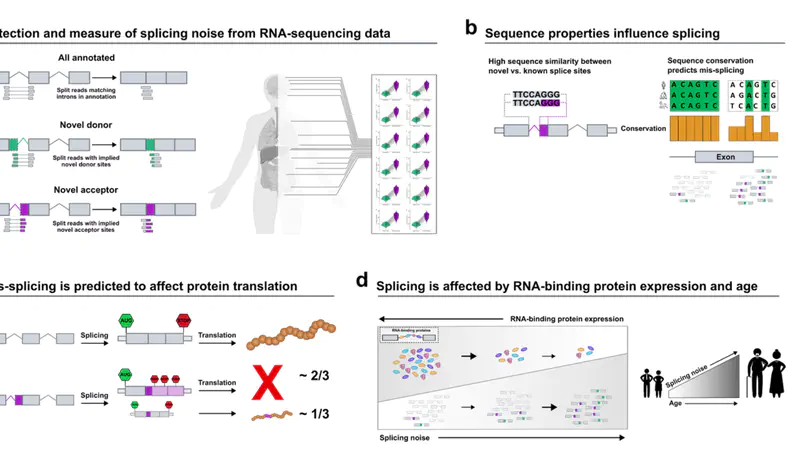 tection and measure of splicing noise from RNA-sequencing data
All annotated
Split reads matching
introns in annotation
Novel donor
Split reads with implied
novel donor sites
Novel acceptor
Split reads with implied
novel acceptor sites
b Sequence properties influence splicing
High sequence similarity between
novel vs. known splice sites
TTCCAGGG
TTCCAGGG
Sequence conservation
predicts mis-splicing
A C A G T C
A C A G T C
A C A G T C
A C A G T C
A G A C T G
T C A C T G
Conservation
Exon
s-splicing is predicted to affect protein translation
AUG
STOP
Splicing
Translation
AUG
Splicing
Translation
X
~ 2/3
~ 1/3
d Splicing is affected by RNA-binding protein expression and age
RNA-binding protein expression
RNA-binding proteins
Splicing noise
Splicing noise
Age